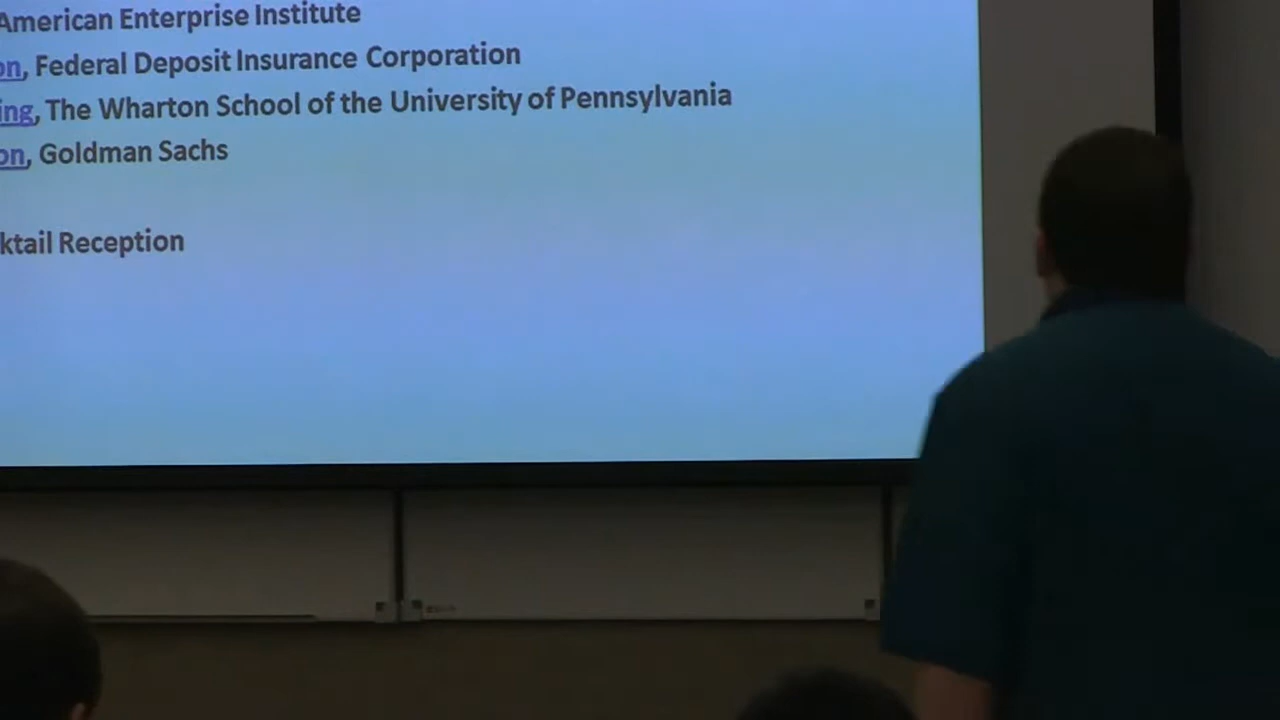 American Enterprise Institute
on, Federal Deposit Insurance Corporation
ing, The Wharton School of the University of Pennsylvania
on, Goldman Sachs
ktail Reception